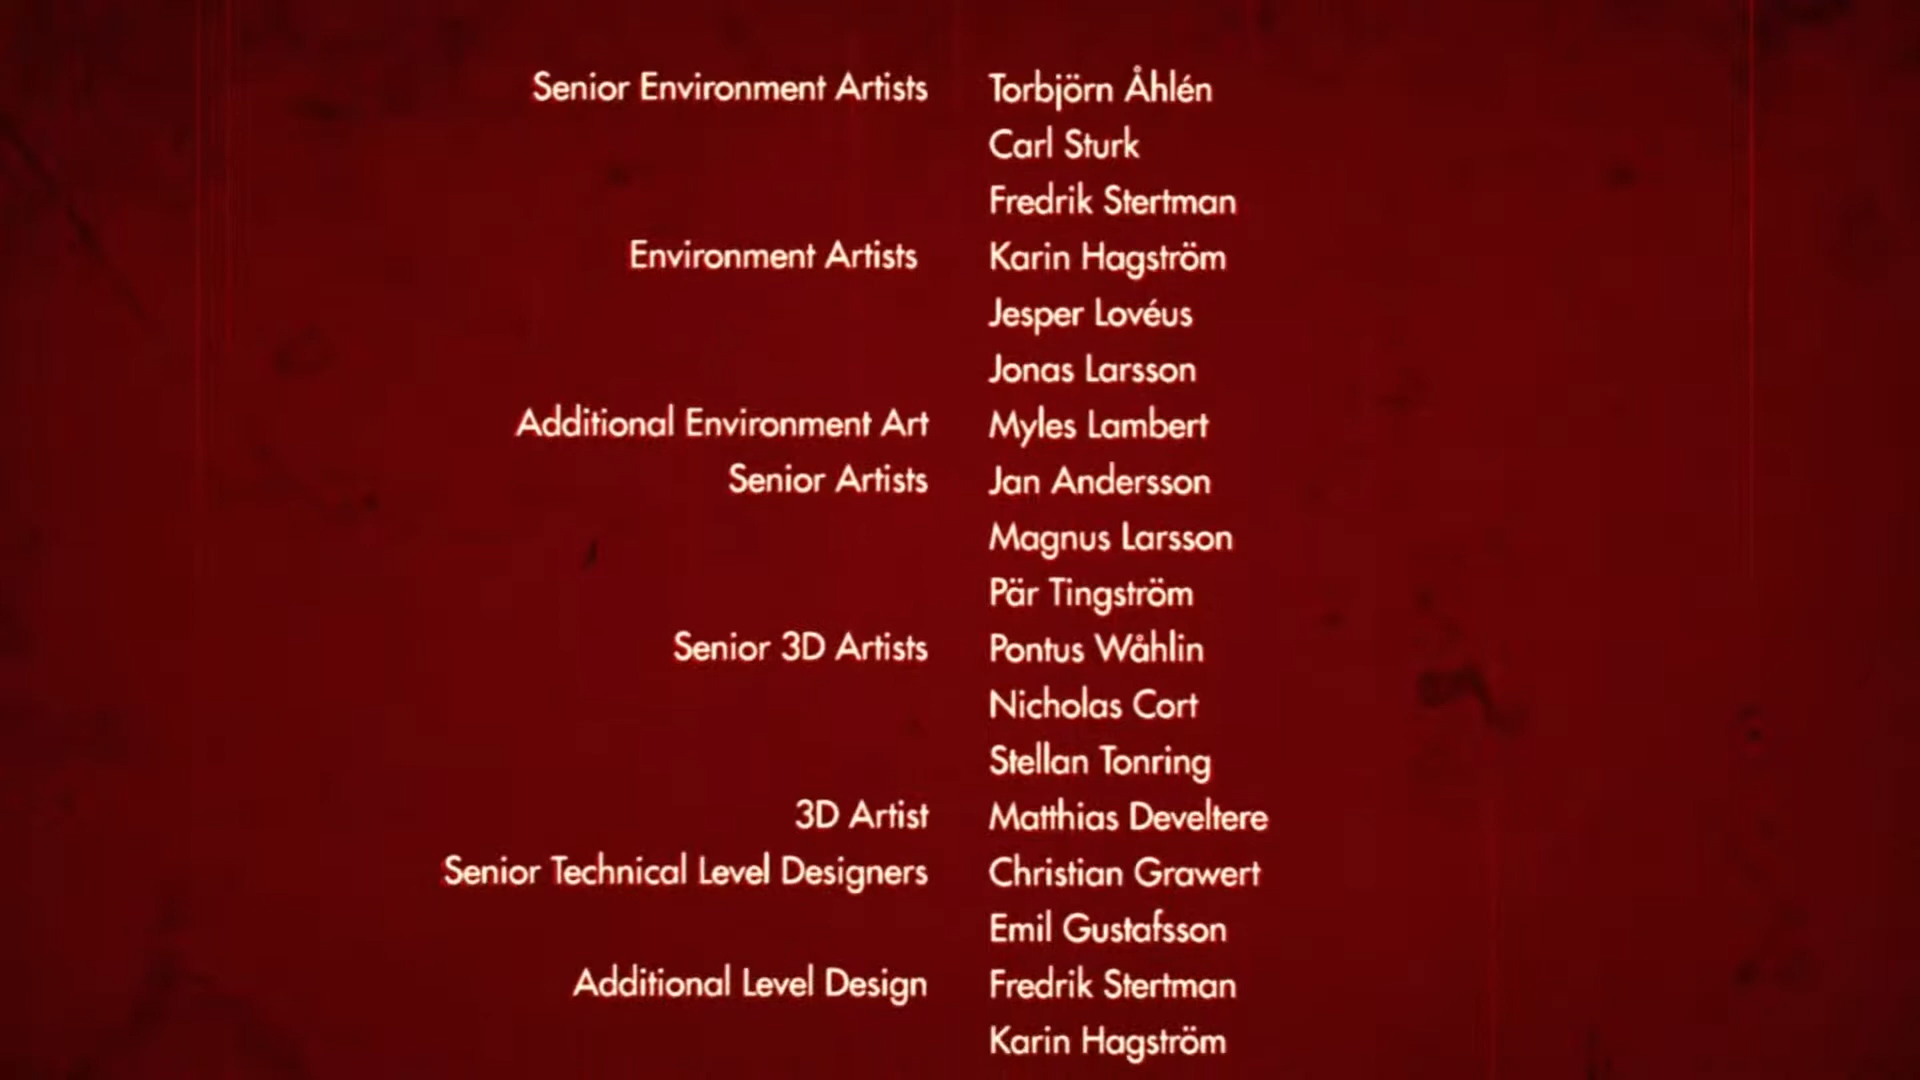 Senior Environment Artists Torbjörn Åhlén
Carl Sturk
Fredrik Stertman
Environment Artists Karin Hagström
Jesper Lovéus
Jonas Larsson
Additional Environment Art Myles Lambert
Senior Artists Jan Andersson
Magnus Larsson
Pär Tingström
Senior 3D Artists Pontus Wåhlin
Nicholas Cort
Stellan Tonring
3D Artist Matthias Develtere
Senior Technical Level Designers Christian Grawert
Emil Gustafsson
Additional Level Design Fredrik Stertman
Karin Hagström